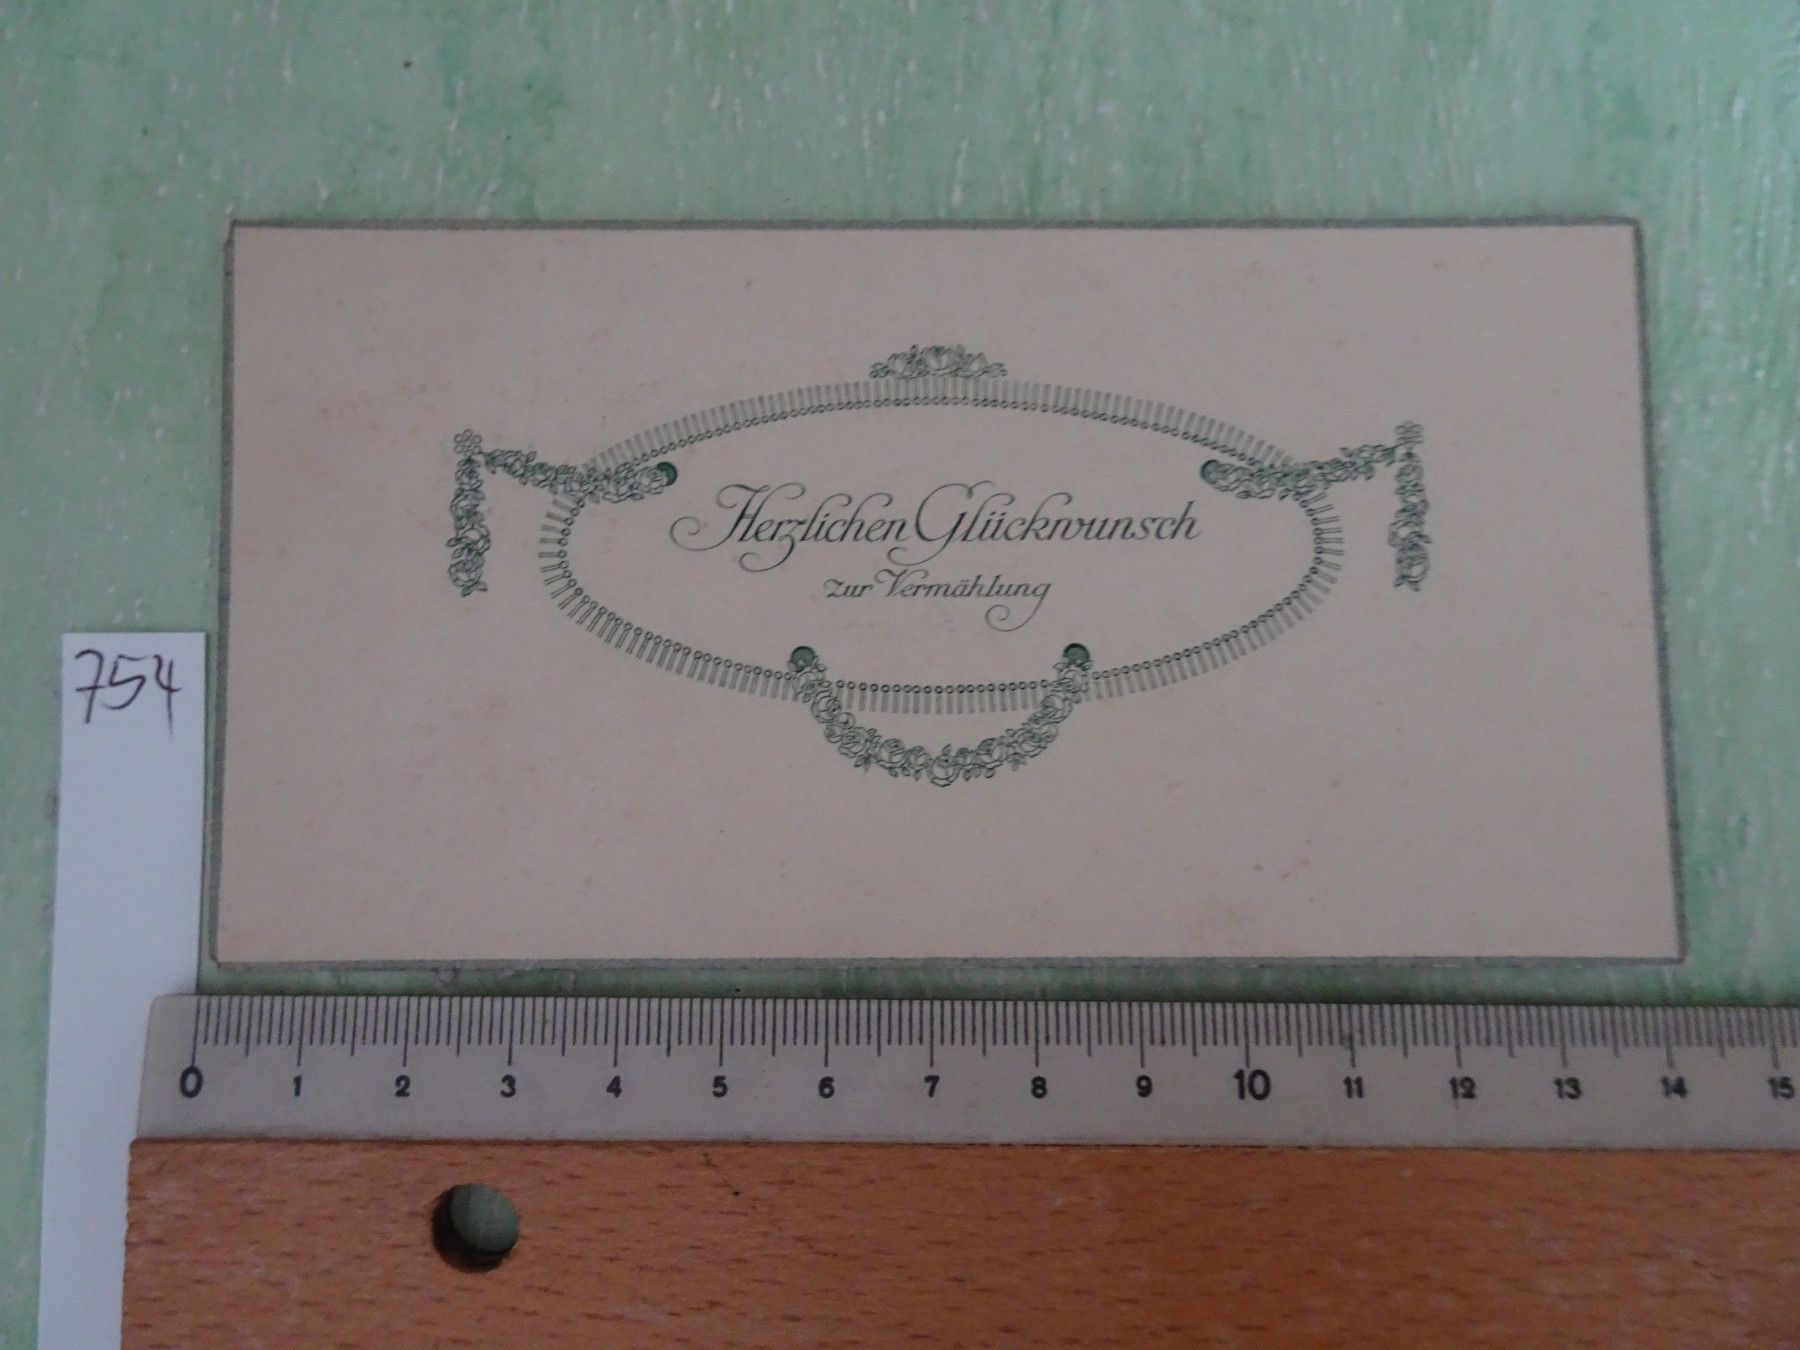 Herzlichen Glückwunsch
zur Vermählung
754
0 1 2 3 4 5 6 7 8 9 10 11 12 13 14 15